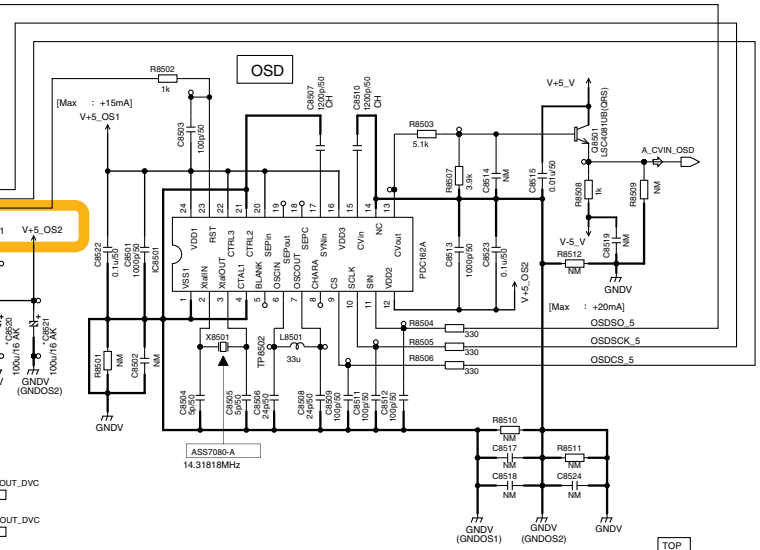 R8502
1k
OSD
[Max : +15mA]
V+5_OS1
C8503
100p/50
C8507
1200p/50
CH
C8510
1200p/50
CH
R8503
5.1k
V+5_V
Q8501
LSC4081UB(QRS)
A_CVIN_OSD
R8507
3.9k
C8514
NM
C8515
0.01u/50
R8508
1k
R8509
NM
V-5_V
C8519
NM
R8512
NM
GNDV
V+5_OS2
C8522
0.1u/50
C8501
1000p/50
IC8501
24
23
22
21
20
19
18
17
16
15
14
13
VDD1
RST
CTRL3
CTRL2
SEPin
SEPout
SEPC
SYNin
VDD3
CVin
NC
CVout
VSS1
XtalIN
XtalOUT
CTAL1
BLANK
OSCIN
OSCOUT
CHARA
CS
SCLK
SIN
VDD2
1
2
3
4
5
6
7
8
9
10
11
12
PDC162A
C8513
1000p/50
C8523
0.1u/50
V+5_OS2
[Max : +20mA]
R8504
330
OSDSO_5
R8505
330
OSDSCK_5
R8506
330
OSDCS_5
C8520
100u/16 AK
C8521
100u/16 AK
GNDV
(GNDOS2)
R8501
NM
C8502
NM
GNDV
X8501
TP8502
L8501
33u
C8504
5p/50
C8505
5p/50
C8506
24p/50
C8509
24p/50
C8511
100p/50
C8512
100p/50
ASS7080-A
14.31818MHz
R8510
NM
C8517
NM
C8518
NM
R8511
NM
C8524
NM
GNDV
(GNDOS1)
GNDV
(GNDOS2)
GNDV
OUT_DVC
OUT_DVC
TOP